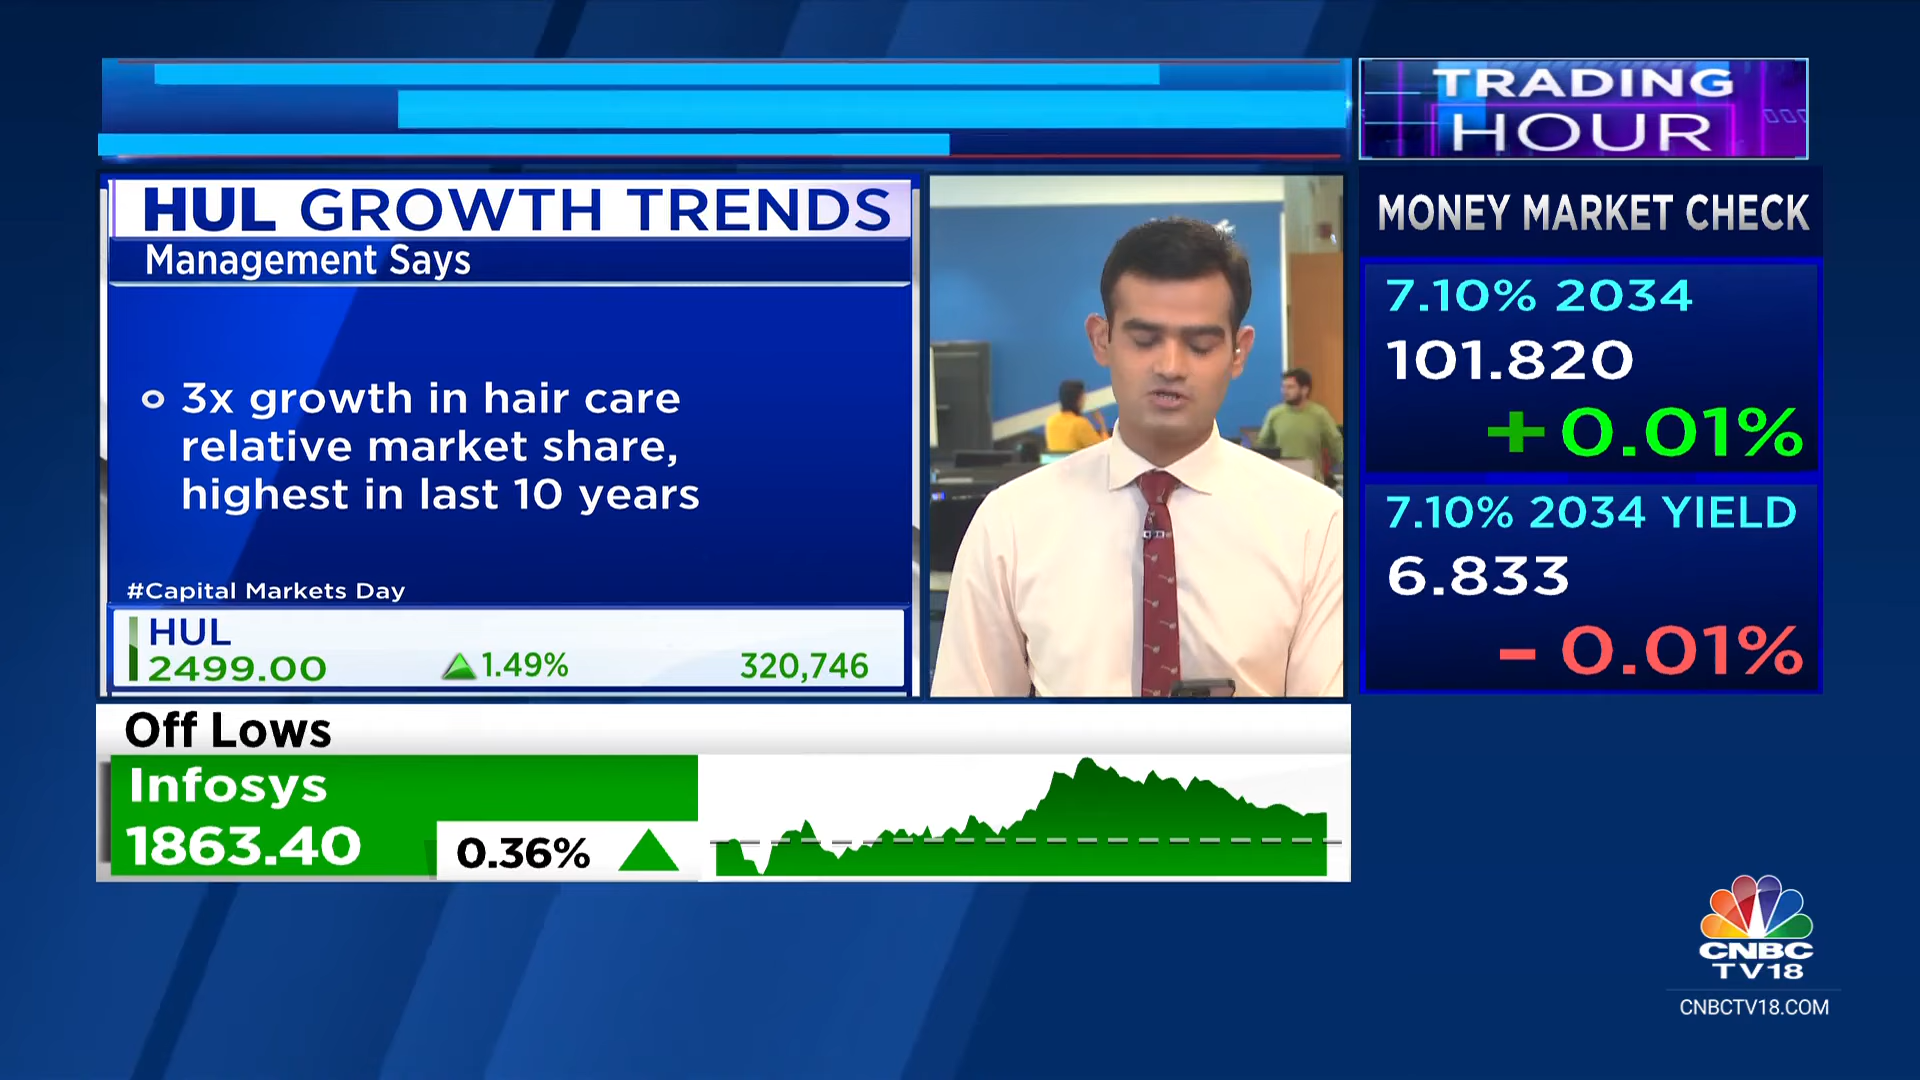 TRADING
HOUR
HUL GROWTH TRENDS
Management Says
3x growth in hair care
relative market share,
highest in last 10 years
#Capital Markets Day
HUL
2499.00 1.49% 320,746
MONEY MARKET CHECK
7.10% 2034
101.820
+0.01%
7.10% 2034 YIELD
6.833
- 0.01%
Off Lows
Infosys
1863.40 0.36%
CNBC
TV18
CNBCTV18.COM